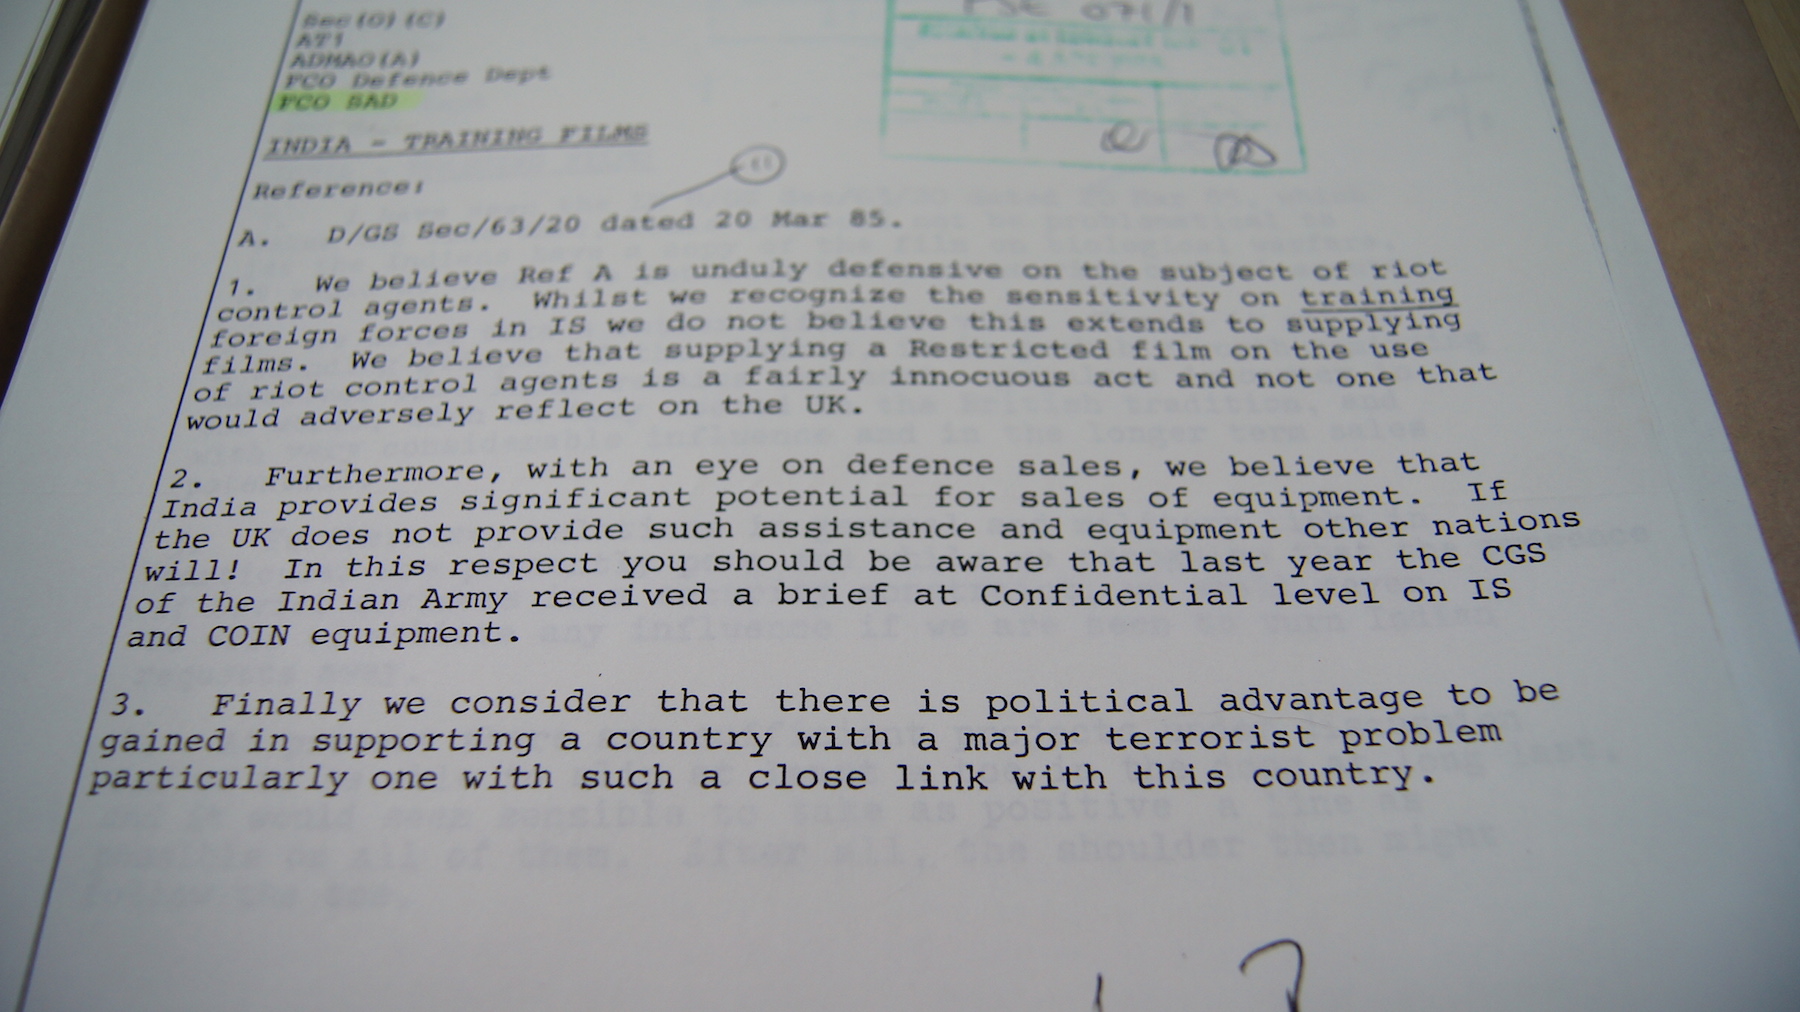 Sec (O) (C)
AT1
ADMAO(A)
FCO Defence Dept
FCO SAD
INDIA - TRAINING FILMS
Reference:
A. D/GS Sec/63/20 dated 20 Mar 85.
1. We believe Ref A is unduly defensive on the subject of riot
control agents. Whilst we recognize the sensitivity on training
foreign forces in IS we do not believe this extends to supplying
films. We believe that supplying a Restricted film on the use
of riot control agents is a fairly innocuous act and not one that
would adversely reflect on the UK.
2. Furthermore, with an eye on defence sales, we believe that
India provides significant potential for sales of equipment. If
the UK does not provide such assistance and equipment other nations
will! In this respect you should be aware that last year the CGS
of the Indian Army received a brief at Confidential level on IS
and COIN equipment.
3. Finally we consider that there is political advantage to be
gained in supporting a country with a major terrorist problem
particularly one with such a close link with this country.